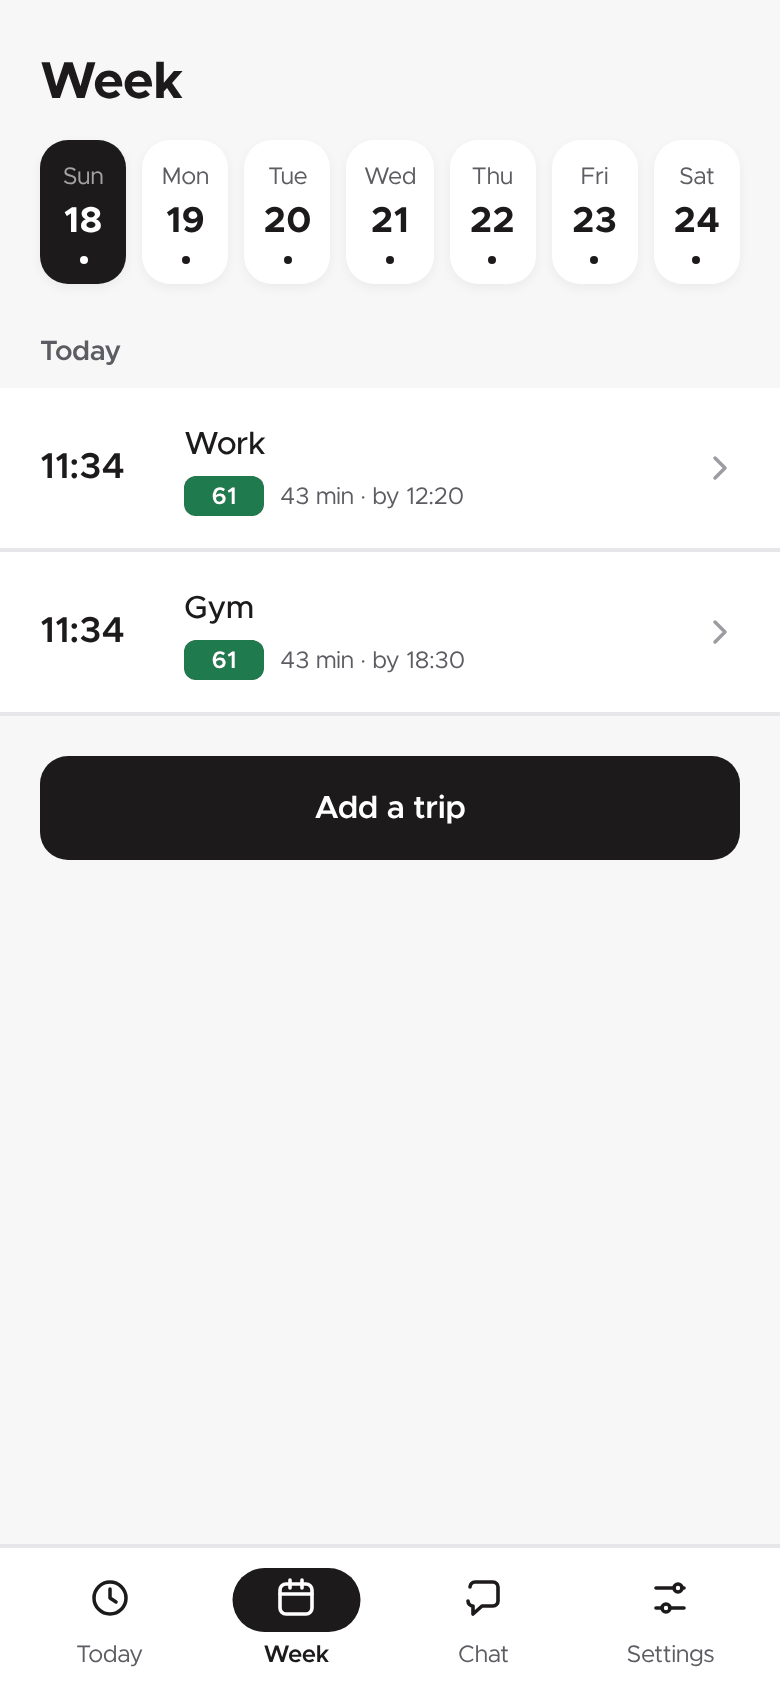 Week
Sun Mon Tue Wed Thu Fri Sat
18 19 20 21 22 23 24
Today
11:34
Work
61 43 min · by 12:20
11:34
Gym
61 43 min · by 18:30
Add a trip
Today Week Chat Settings